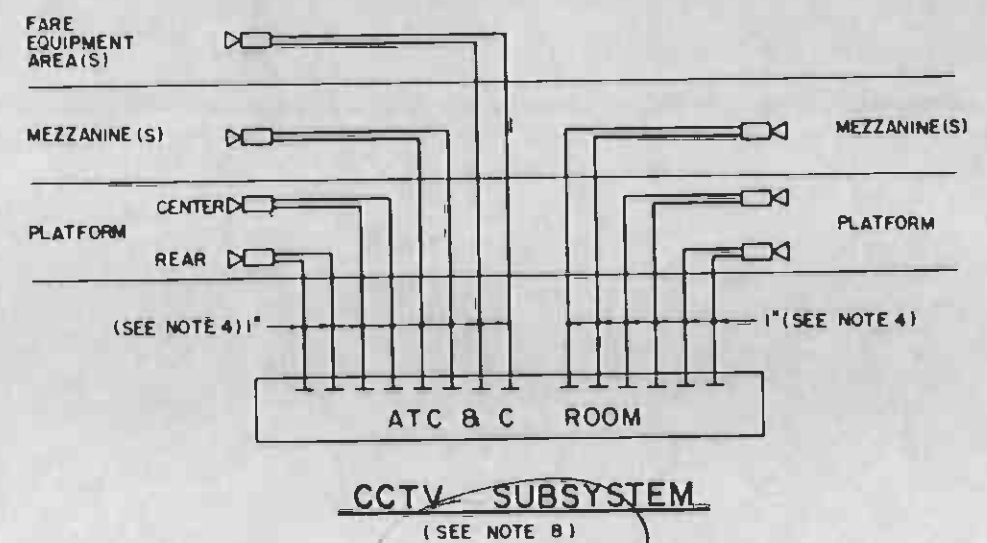 FARE
EQUIPMENT
AREA(S)
MEZZANINE(S)
MEZZANINE(S)
CENTER
PLATFORM
PLATFORM
REAR
(SEE NOTE 4) 1"
1" (SEE NOTE 4)
ATC & C ROOM
CCTV SUBSYSTEM
(SEE NOTE 8)